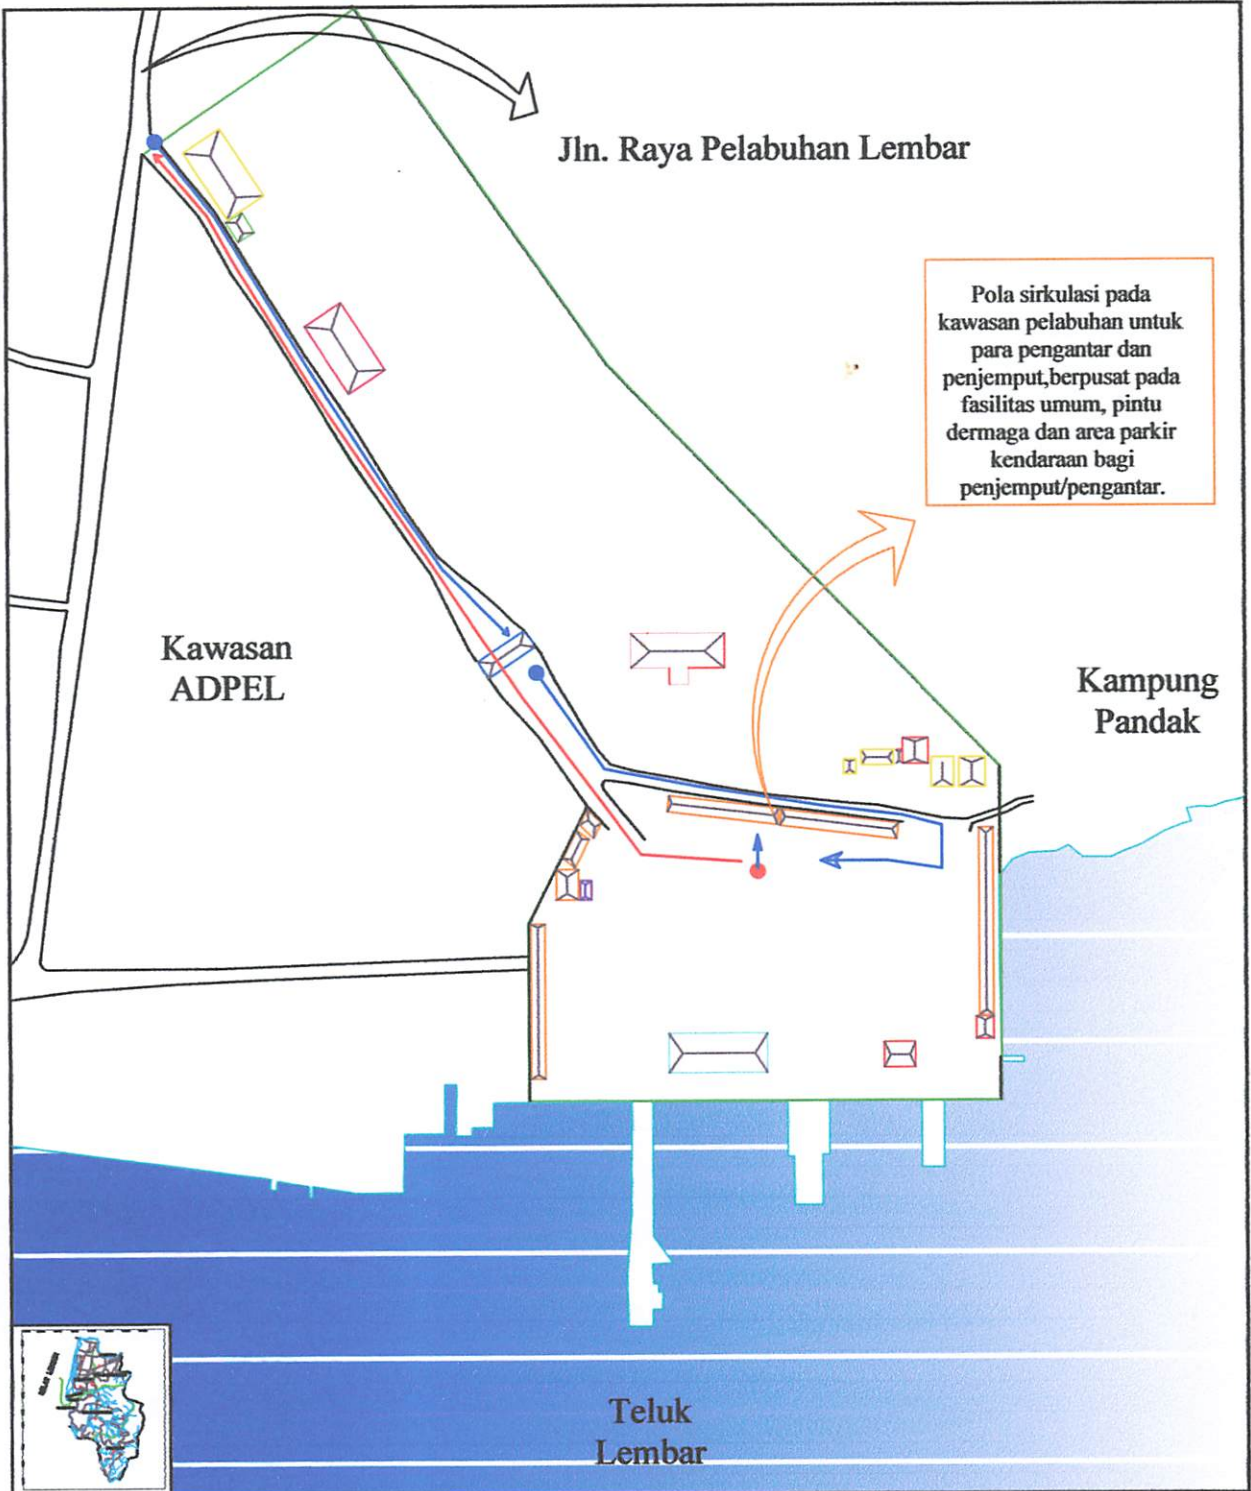 Jln. Raya Pelabuhan Lembar
Pola sirkulasi pada
kawasan pelabuhan untuk
para pengantar dan
penjemput,berpusat pada
fasilitas umum, pintu
dermaga dan area parkir
kendaraan bagi
penjemput/pengantar.
Kawasan
ADPEL
Kampung
Pandak
Teluk
Lembar